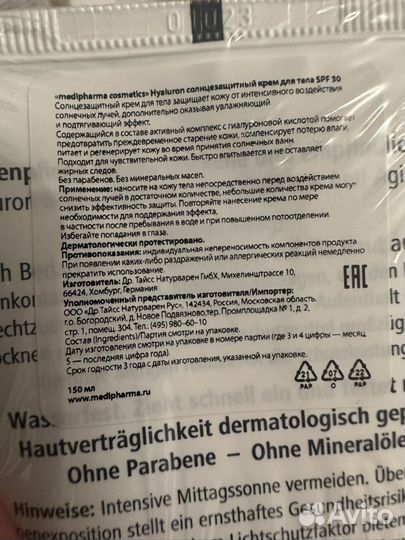 «medipharma cosmetics» Hyaluron солнцезащитный крем для тела SPF 30
Солнцезащитный крем для тела защищает кожу от интенсивного воздействия
солнечных лучей, дополнительно оказывая увлажняющий
и подтягивающий эффект.
Содержащийся в составе активный комплекс с гиалуроновой кислотой помогает
предотвратить преждевременное старение кожи, компенсирует потерю влаги,
питает и регенерирует кожу во время принятия солнечных ванн.
Подходит для чувствительной кожи. Быстро впитывается и не оставляет
жирных следов.
Без парабенов. Без минеральных масел.
Применение: наносите на кожу тела непосредственно перед воздействием
солнечных лучей в достаточном количестве, небольшие количества крема могут
снизить эффективность защиты. Повторяйте нанесение крема по мере
необходимости для поддержания эффекта,
в частности после пребывания в воде и при повышенном потоотделении.
Избегайте попадания в глаза.
Дерматологически протестировано.
Противопоказания: индивидуальная непереносимость компонентов продукта
При появлении каких-либо раздражений или аллергических реакций немедленно
прекратить использование.
Изготовитель: Др. Тайсс Натурварен ГмбХ, Михелинштрассе 10,
66424, Хомбург, Германия
Уполномоченный представитель изготовителя/Импортер:
ООО «Др.Тайсс Натурварен Рус», 142434, Россия, Московская область,
г.о. Богородский, д. Новое Подвязново, тер. Промплощадка № 1, д. 2,
стр. 1, помещ. 304. Тел.: (495) 980-60-10
Состав (Ingredients)/Партия смотри на упаковке.
Дату изготовления смотри на упаковке в номере партии (где 3 и 4 цифры — месяц,
5 — последняя цифра года).
Срок годности 3 года с даты изготовления, указанной на упаковке.
EAC
150 мл
www.medipharma.ru
21
PAP
07
O
22
PAP
Hautverträglichkeit dermatologisch
Ohne Parabene – Ohne Mineralöle
Hinweise: Intensive Mittagssonne vermeiden.
stellt ein ernsthaftes
Lichtschutzfaktor
Avito